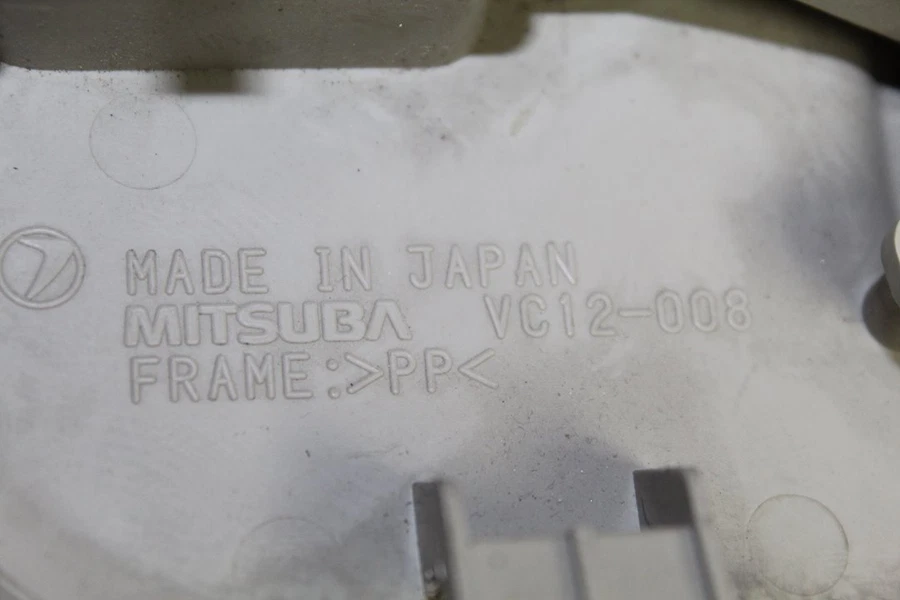 MADE IN JAPAN
MITSUBA VC12-008
FRAME:>PP<